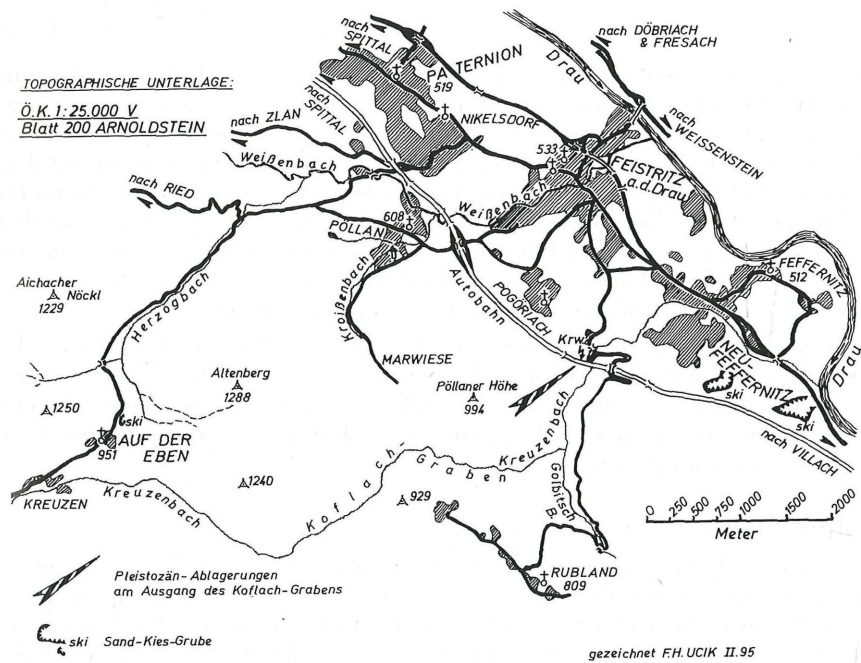 TOPOGRAPHISCHE UNTERLAGE:
Ö.K. 1:25.000 V
Blatt 200 ARNOLDSTEIN
nach SPITTAL
PATERNION
519
nach DÖBRIACH & FRESACH
Drau
nach WEISSENSTEIN
nach ZLAN
nach SPITTAL
NIKELSDORF
533
FEISTRITZ
a.d. Drau
Weißenbach
Weißenbach
nach RIED
608
PÖLLAN
Kroißenbach
Autobahn
POGÖRIACH
FEFFERNITZ
512
Aichacher
Nöckl
1229
Herzogbach
MARWIESE
Krw.
NEU-
FEFFERNITZ
Drau
Altenberg
1288
Pöllaner Höhe
994
ski
ski
1250
ski
AUF DER
EBEN
951
nach VILLACH
Kreuzenbach
1240
Koflach-
Graben
Kreuzenbach
929
Golbitsch B.
KREUZEN
0 250 500 750 1000 1500 2000
Meter
RUBLAND
809
Pleistozän-Ablagerungen
am Ausgang des Koflach-Grabens
ski Sand-Kies-Grube
gezeichnet F.H. UCIK II.95